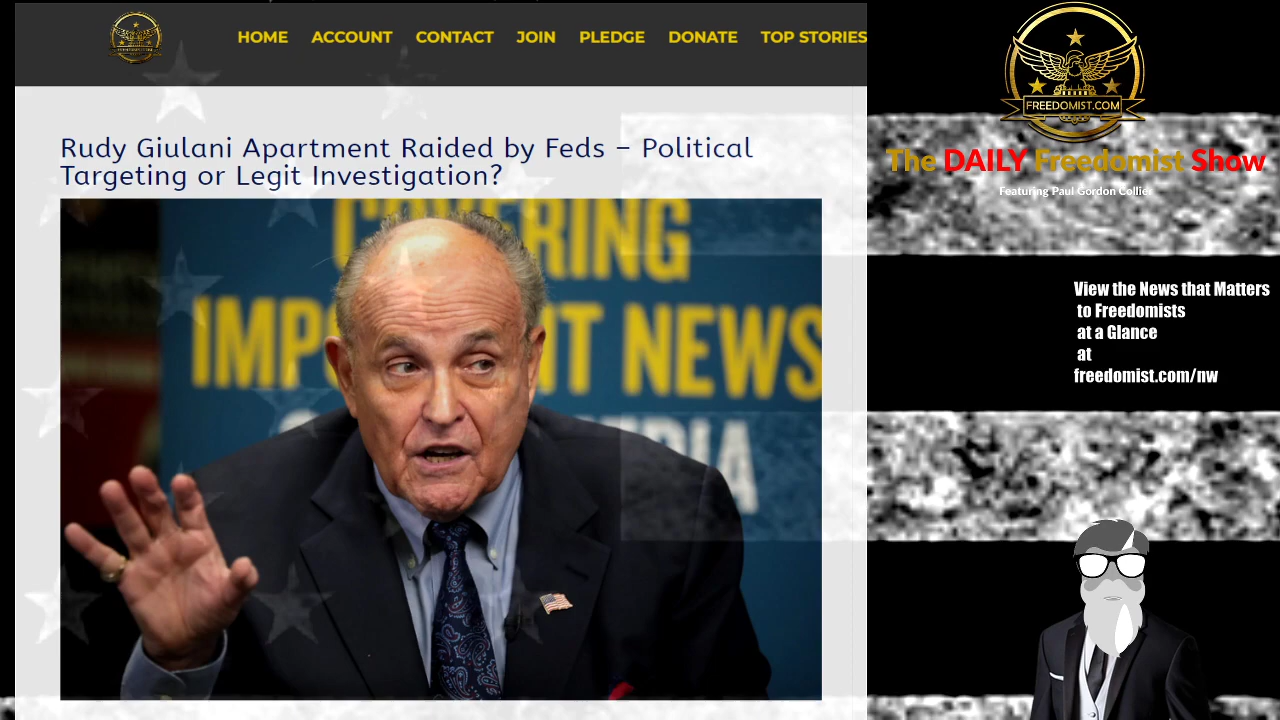 HOME ACCOUNT CONTACT JOIN PLEDGE DONATE TOP STORIES
Rudy Giulani Apartment Raided by Feds – Political
Targeting or Legit Investigation?
NEWS
FREEDOMIST.COM
The DAILY Freedomist Show
Featuring Paul Gordon Collier
View the News that Matters
to Freedomists
at a Glance
at
freedomist.com/nw